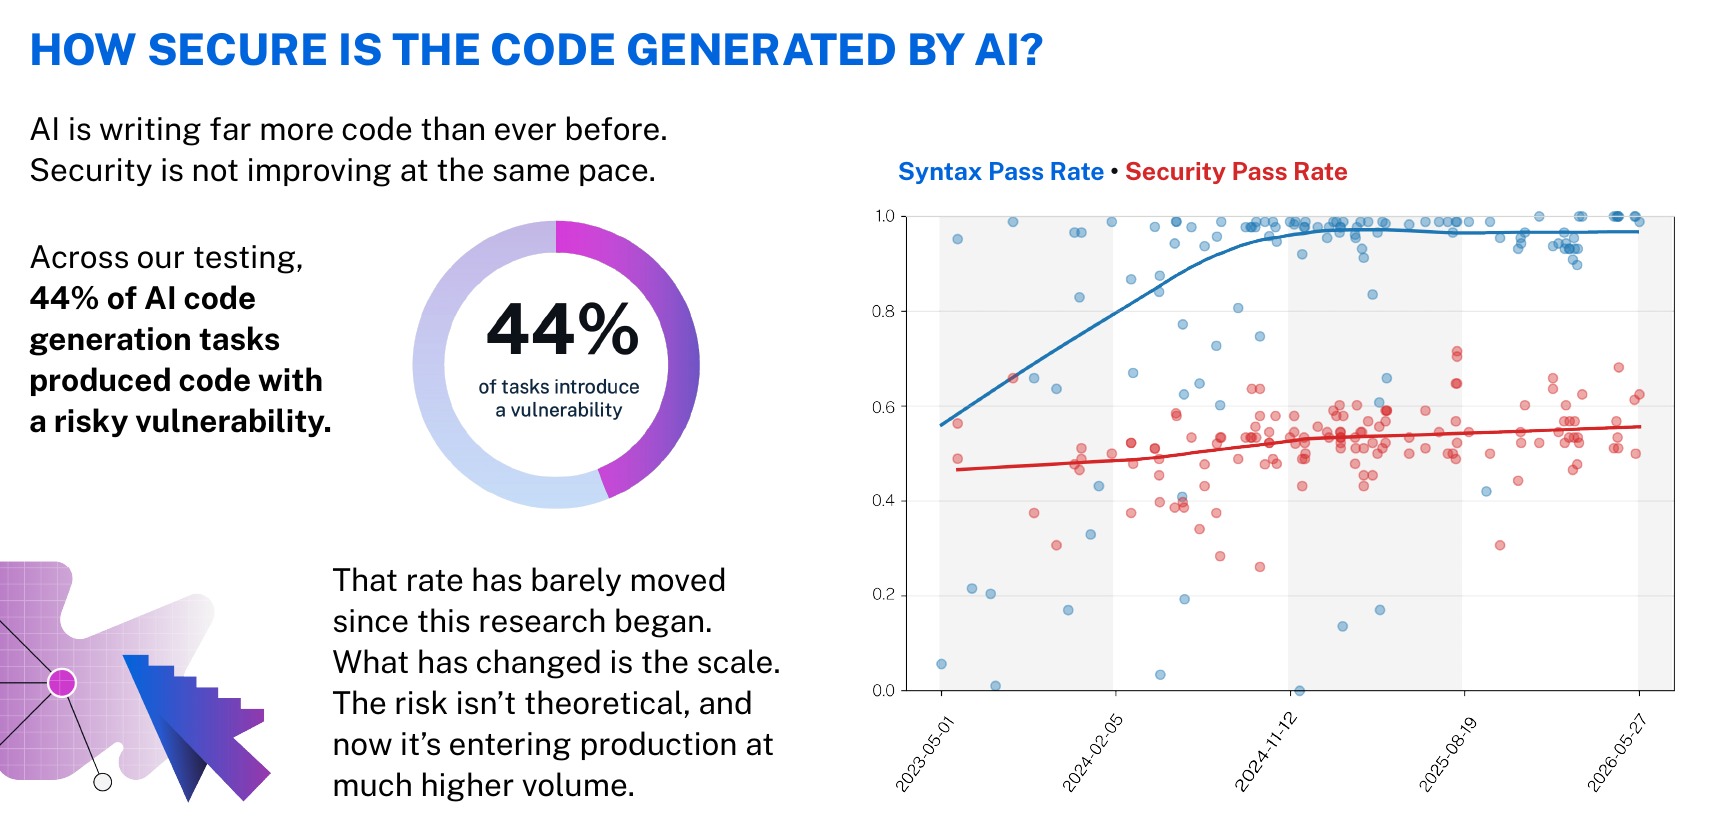 HOW SECURE IS THE CODE GENERATED BY AI?
AI is writing far more code than ever before.
Security is not improving at the same pace.
Across our testing,
44% of AI code
generation tasks
produced code with
a risky vulnerability.
44%
of tasks introduce
a vulnerability
That rate has barely moved
since this research began.
What has changed is the scale.
The risk isn’t theoretical, and
now it’s entering production at
much higher volume.
Syntax Pass Rate • Security Pass Rate
1.0
0.8
0.6
0.4
0.2
0.0
2023-05-01
2024-02-05
2024-11-12
2025-08-19
2026-05-27